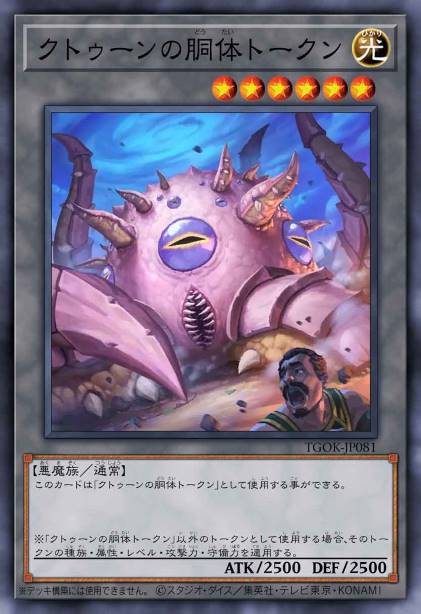 クトゥーンの胴体トークン
光
TGOK-JP081
【悪魔族／通常】
このカードは「クトゥーンの胴体トークン」として使用する事ができる。
※「クトゥーンの胴体トークン」以外のトークンとして使用する場合、そのトー
クンの種族・属性・レベル・攻撃力・守備力を適用する。
ATK/2500 DEF/2500
※デッキ構築には使用できません。 ©スタジオ・ダイス/集英社・テレビ東京・KONAMI